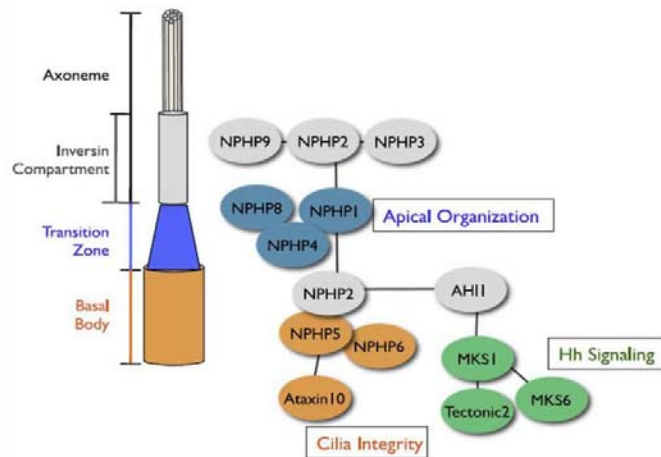 Axoneme
Inversin
Compartment
Transition
Zone
Basal
Body
NPHP9
NPHP2
NPHP3
NPHP8
NPHP1
NPHP4
Apical Organization
NPHP2
AHI1
NPHP5
NPHP6
MKS1
Hh Signaling
Ataxin10
Tectonic2
MKS6
Cilia Integrity